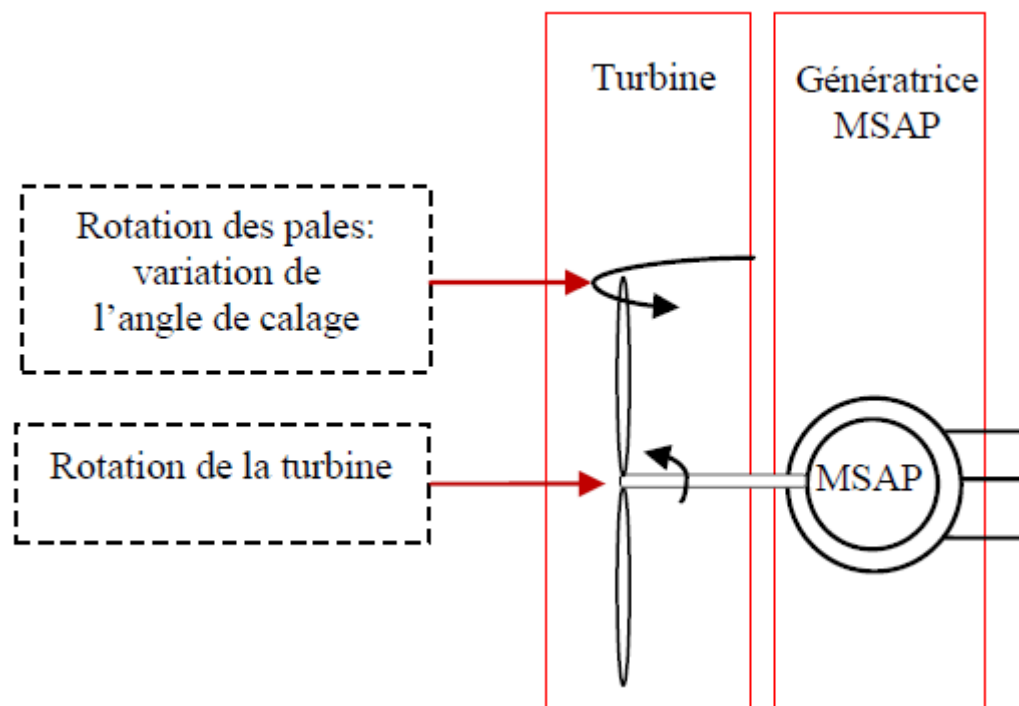 Turbine
Génératrice
MSAP
Rotation des pales:
variation de
l’angle de calage
Rotation de la turbine
MSAP